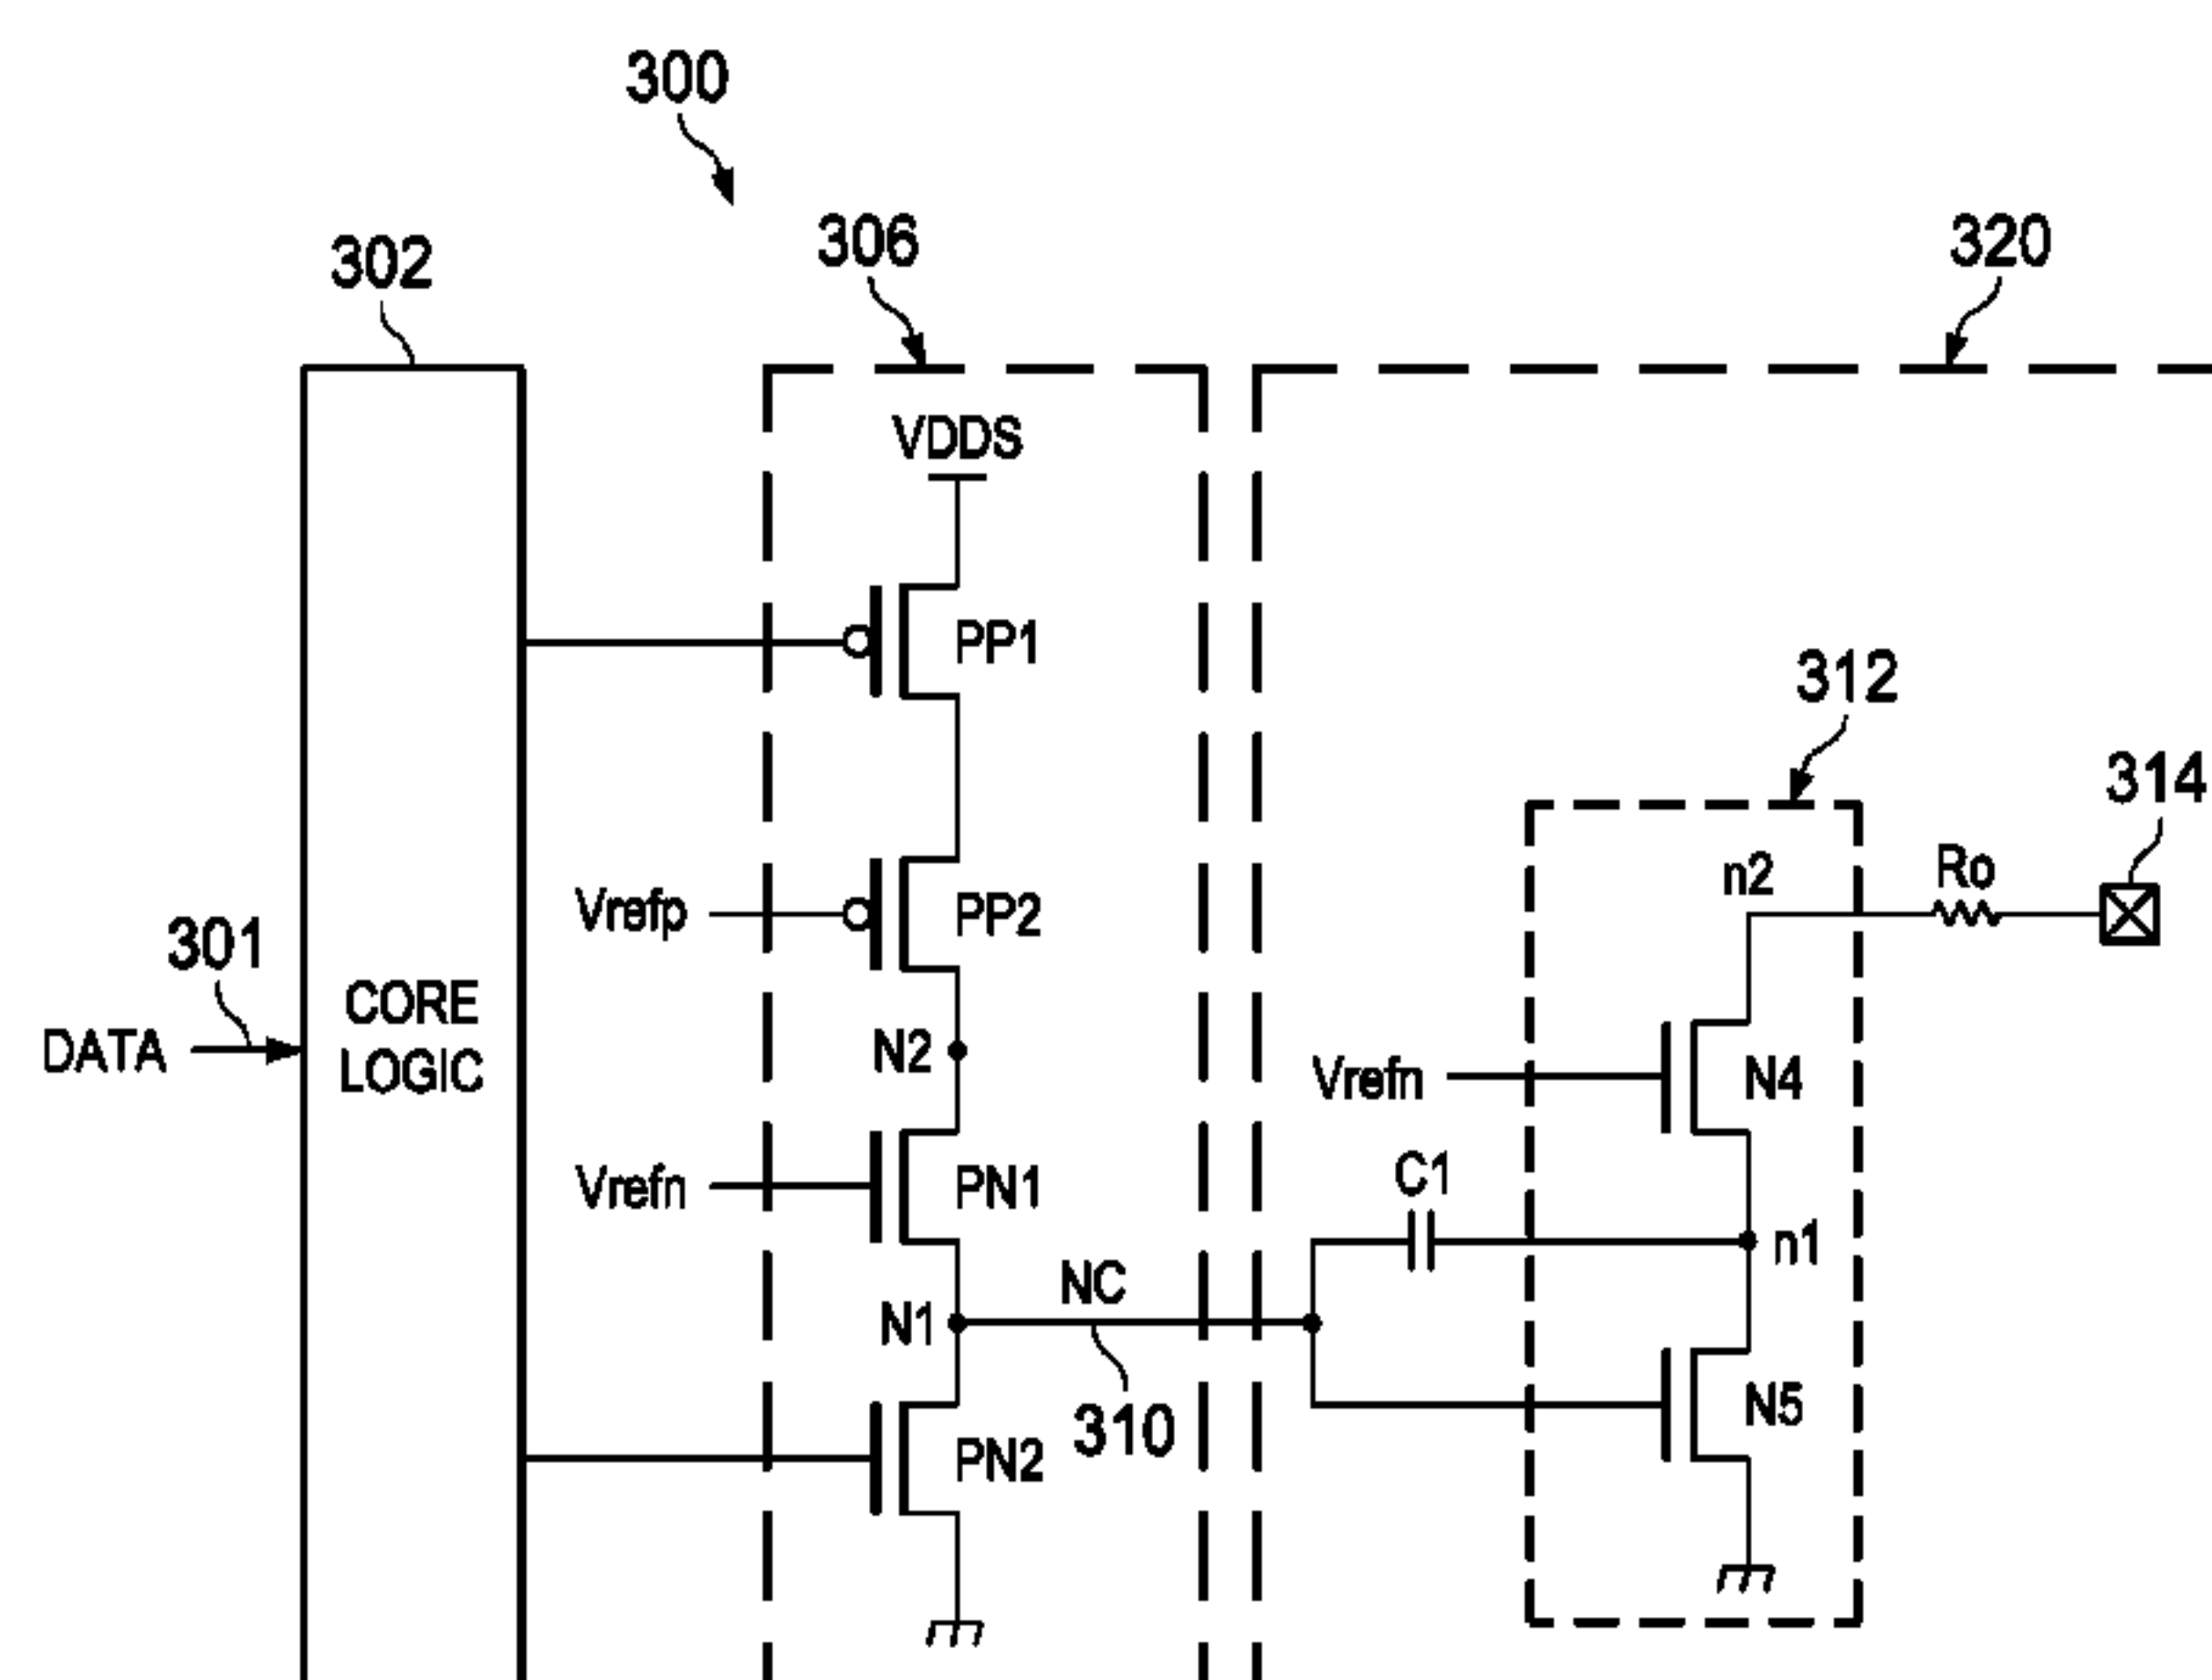 300
302
306
320
VDDS
PP1
312
314
Vrefp
PP2
n2
Ro
301
DATA
CORE
LOGIC
N2
Vrefn
N4
Vrefn
PN1
C1
n1
NC
N1
310
N5
PN2